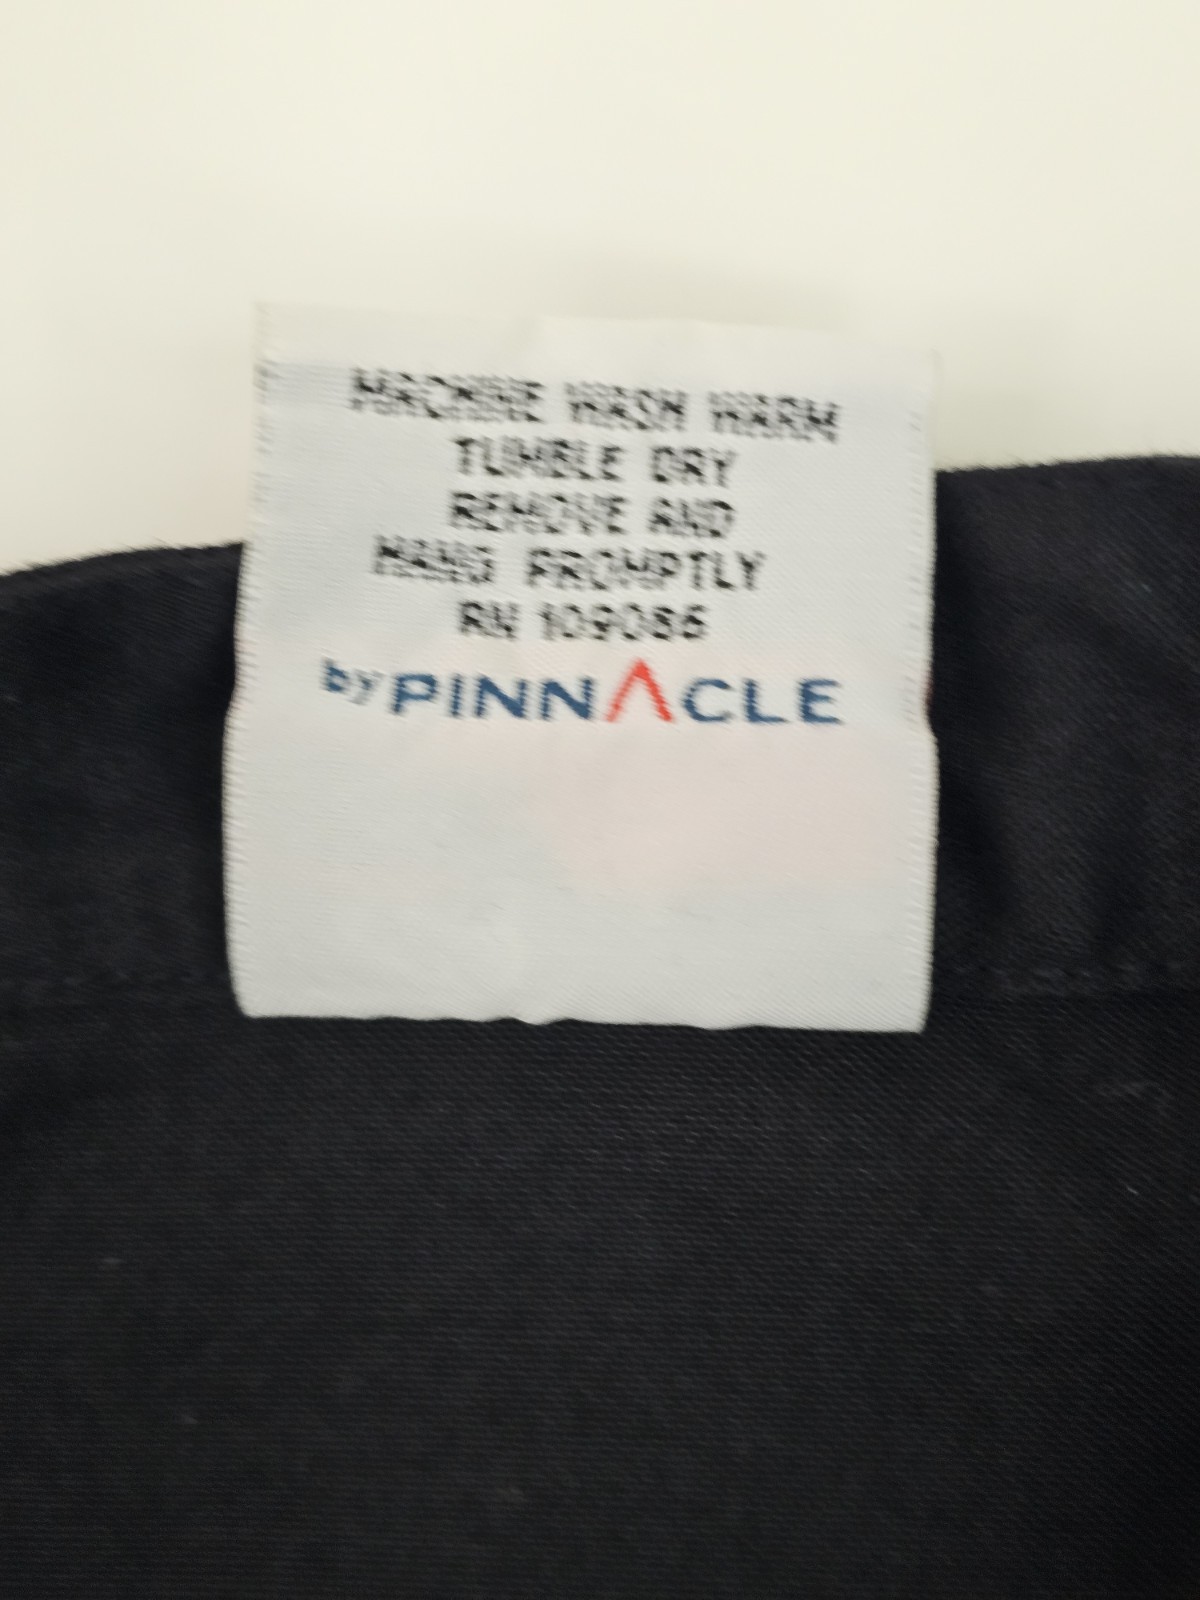 MACHINE WASH WARM
TUMBLE DRY
REMOVE AND
HANG PROMPTLY
RN 109086
by PINNACLE